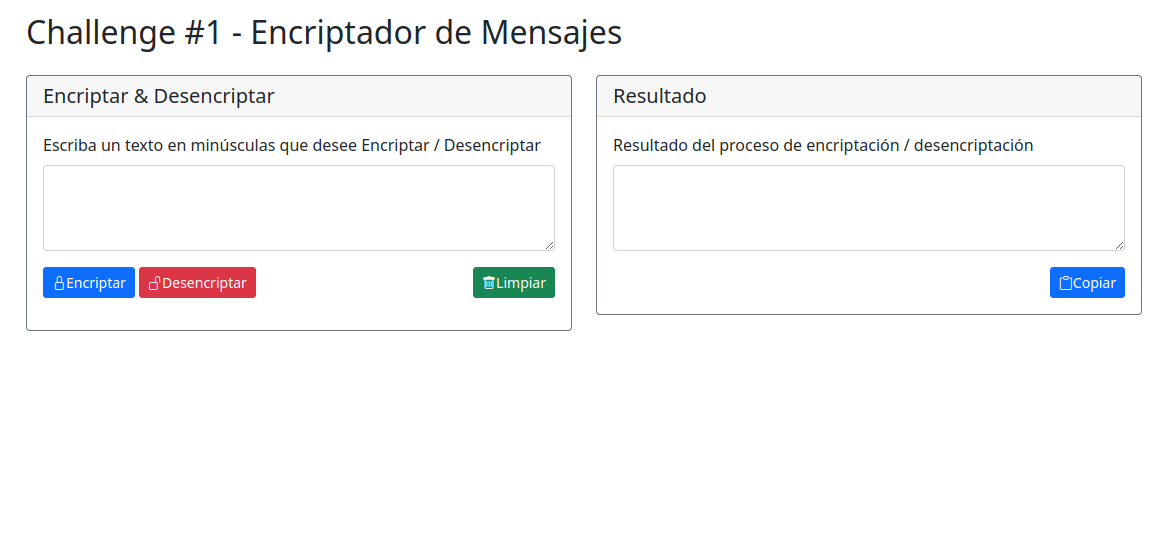 Challenge #1 - Encriptador de Mensajes
Encriptar & Desencriptar
Escriba un texto en minúsculas que desee Encriptar / Desencriptar
Encriptar
Desencriptar
Limpiar
Resultado
Resultado del proceso de encriptación / desencriptación
Copiar